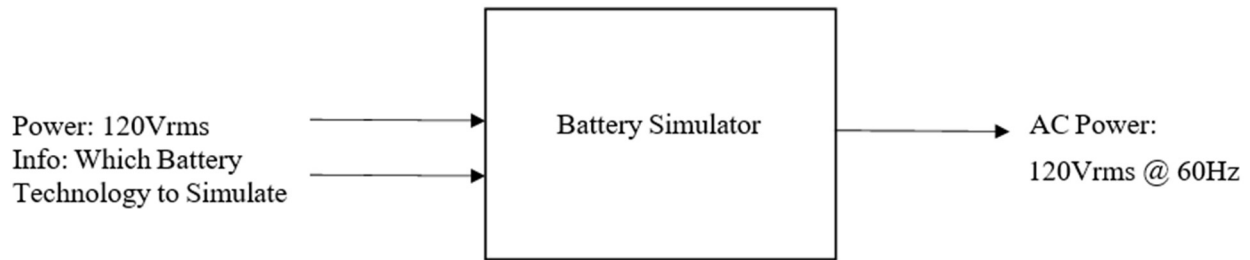 Power: 120Vrms
Info: Which Battery
Technology to Simulate
Battery Simulator
AC Power:
120Vrms @ 60Hz